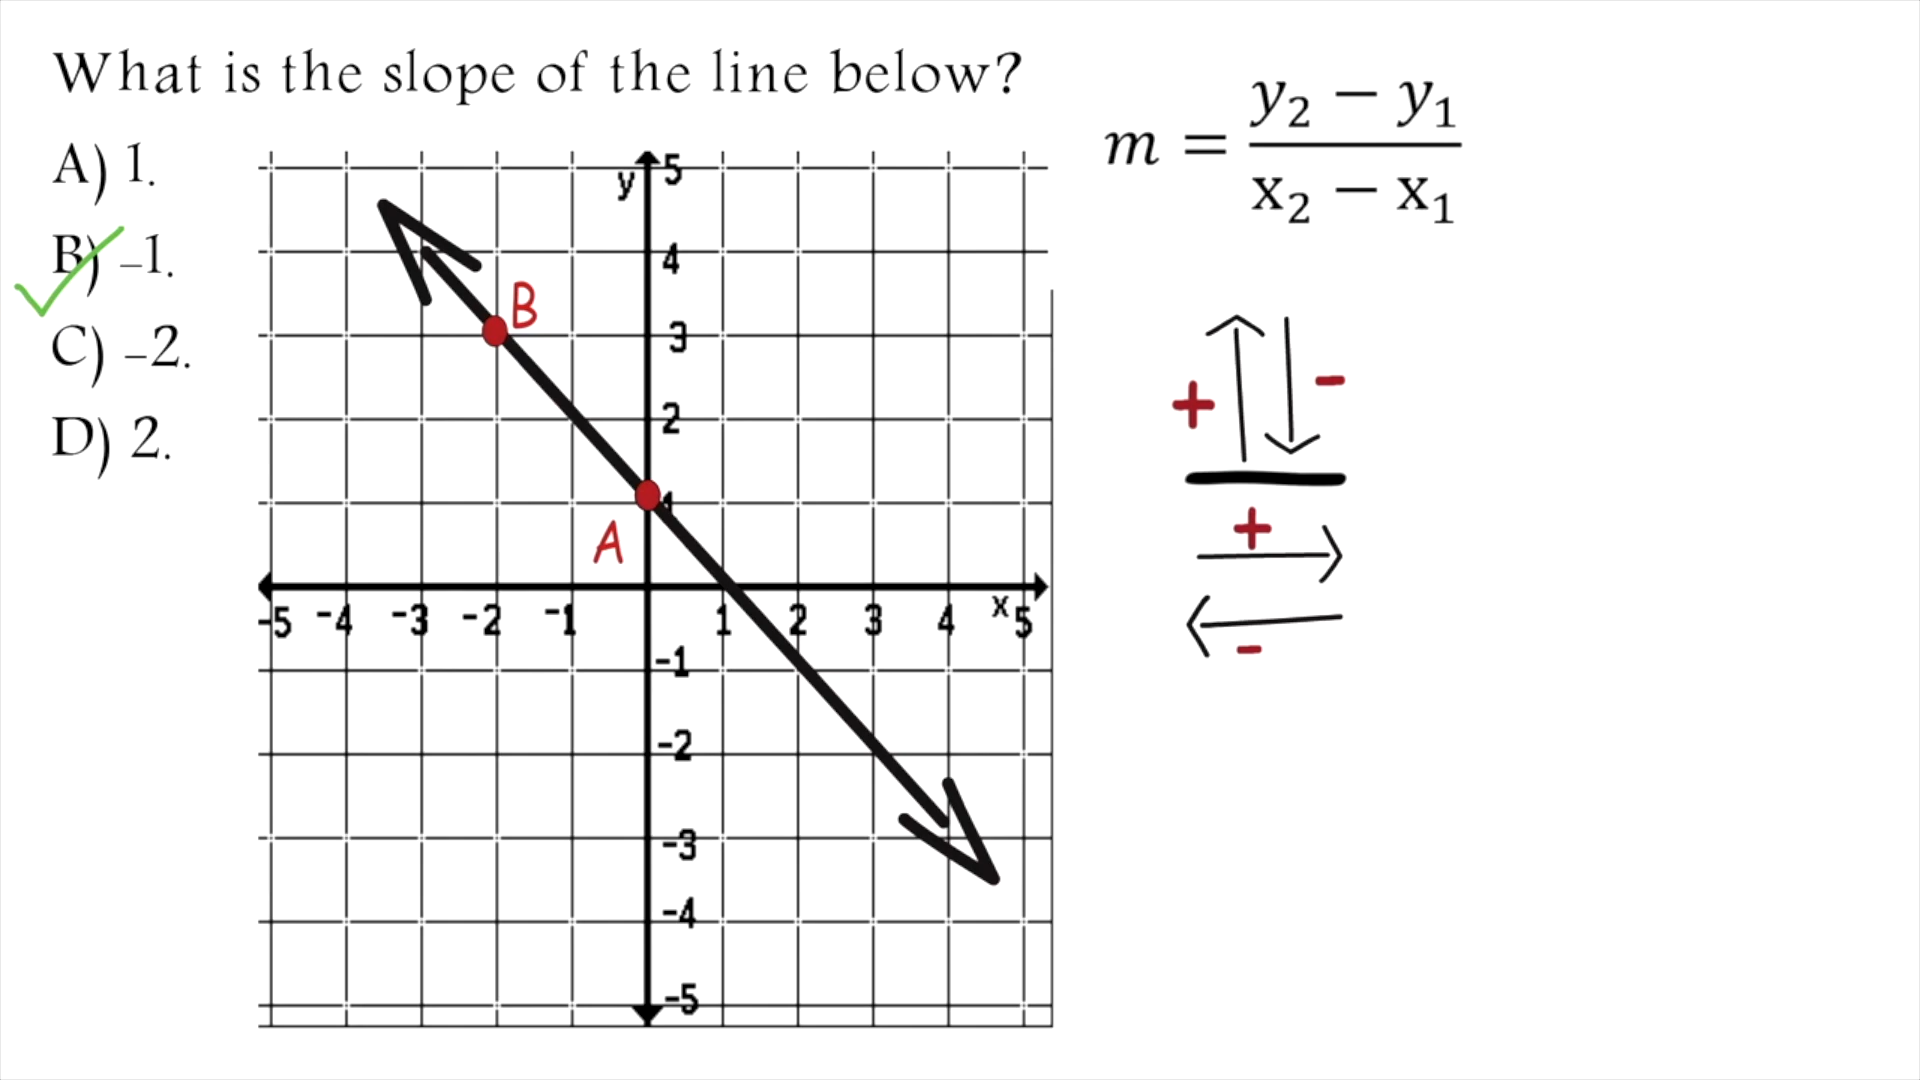 What is the slope of the line below?
A) 1.
B) -1.
C) -2.
D) 2.
m = y₂ − y₁ / x₂ − x₁
y 5
4
B
3
2
1
A
-5 -4 -3 -2 -1 1 2 3 4 x 5
-1
-2
-3
-4
-5
+ -
+
-